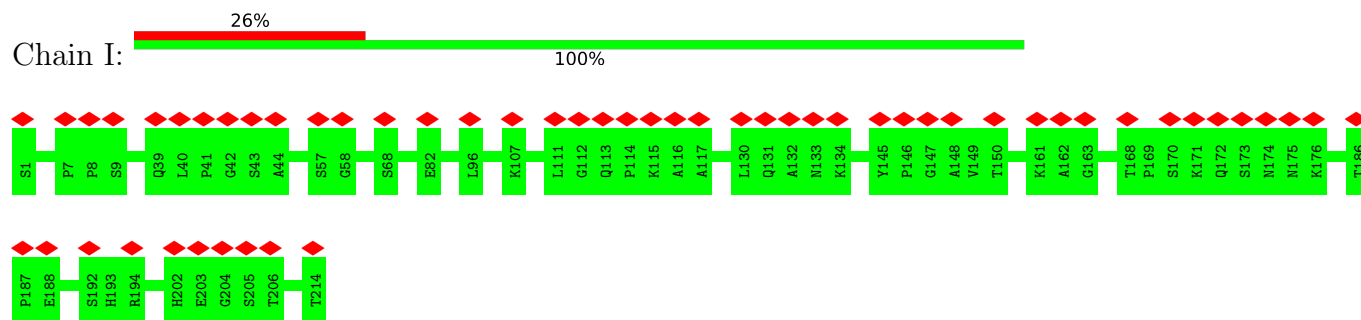 26%
Chain I:
100%
S1 P7 P8 S9 Q39 L40 P41 G42 S43 A44 S57 G58 S68 E82 L96 K107 L111 G112 Q113 P114 K115 A116 A117 L130 Q131 A132 N133 K134 Y145 P146 G147 A148 V149 T150 K161 A162 G163 T168 P169 S170 K171 Q172 S173 N174 N175 K176 T186
P187 E188 S192 H193 R194 H202 E203 G204 S205 T206 T214